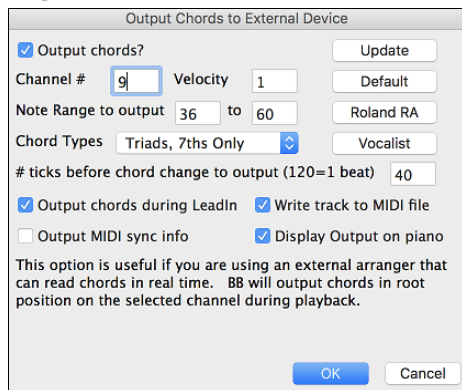 Output Chords to External Device
Output chords? Update
Channel # 9 Velocity 1 Default
Note Range to output 36 to 60 Roland RA
Chord Types Triads, 7ths Only Vocalist
# ticks before chord change to output (120=1 beat) 40
Output chords during LeadIn Write track to MIDI file
Output MIDI sync info Display Output on piano
This option is useful if you are using an external arranger that
can read chords in real time. BB will output chords in root
position on the selected channel during playback.
OK Cancel